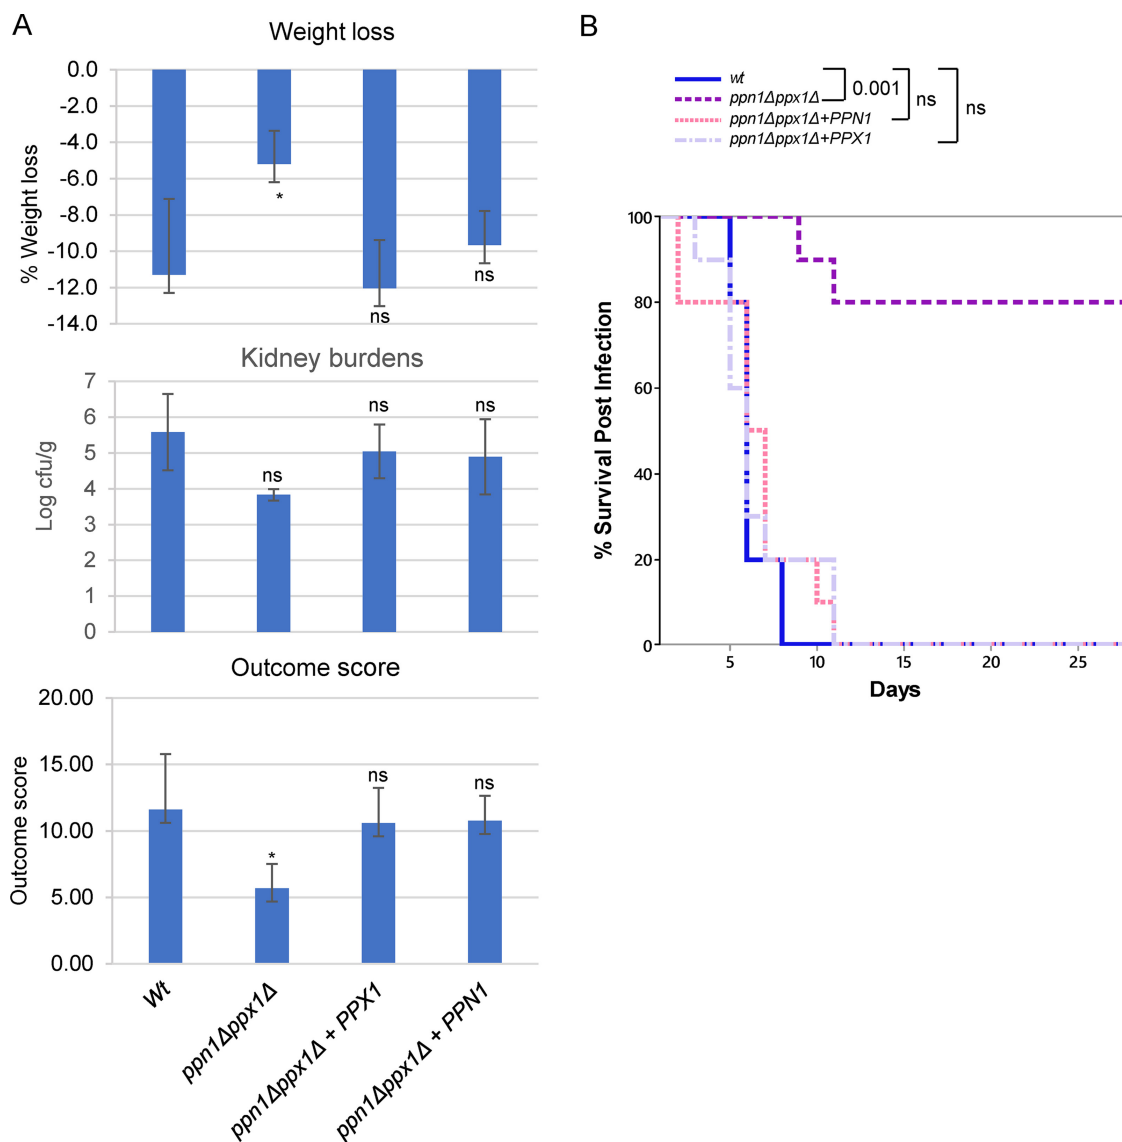 A
Weight loss
0.0
-2.0
-4.0
-6.0
-8.0
-10.0
-12.0
-14.0
% Weight loss
*
ns
ns
Kidney burdens
7
6
5
4
3
2
1
0
Log cfu/g
ns
ns
ns
Outcome score
20.00
15.00
10.00
5.00
0.00
Outcome score
*
ns
ns
Wt
ppn1Δppx1Δ
ppn1Δppx1Δ + PPX1
ppn1Δppx1Δ + PPN1
B
wt
ppn1Δppx1Δ
ppn1Δppx1Δ+PPN1
ppn1Δppx1Δ+PPX1
0.001
ns
ns
100
80
60
40
20
0
% Survival Post Infection
5
10
15
20
25
Days